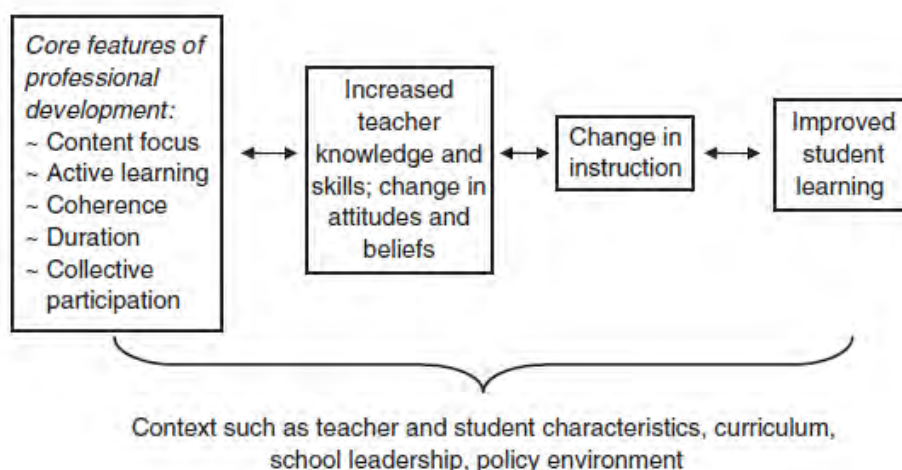 Core features of
professional
development:
~ Content focus
~ Active learning
~ Coherence
~ Duration
~ Collective
participation
Increased
teacher
knowledge and
skills; change in
attitudes and
beliefs
Change in
instruction
Improved
student
learning
Context such as teacher and student characteristics, curriculum,
school leadership, policy environment